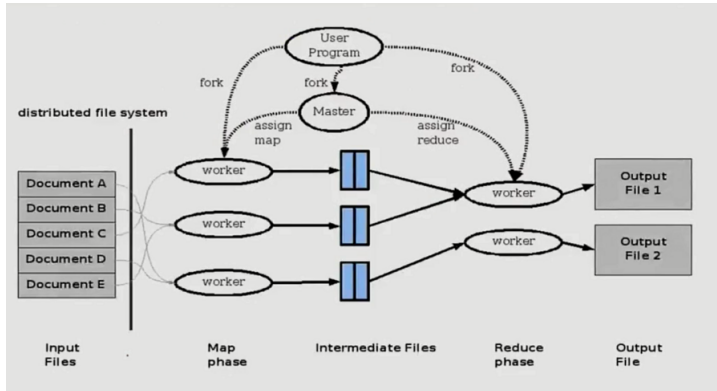 User
Program
fork
fork
fork
Master
distributed file system
assign
map
assign
reduce
worker
Document A
Document B
Document C
Document D
Document E
worker
worker
worker
worker
Output
File 1
Output
File 2
Input
Files
Map
phase
Intermediate Files
Reduce
phase
Output
File